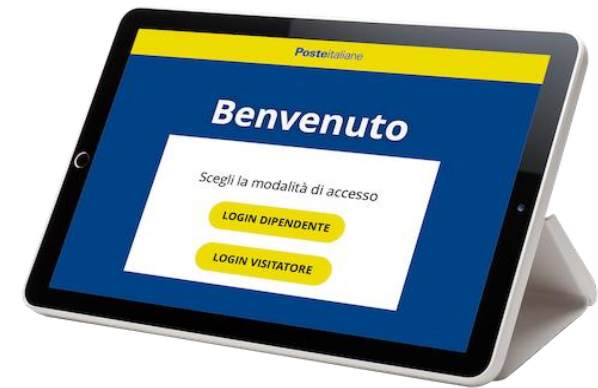 Posteitaliane
Benvenuto
Scegli la modalità di accesso
LOGIN DIPENDENTE
LOGIN VISITATORE